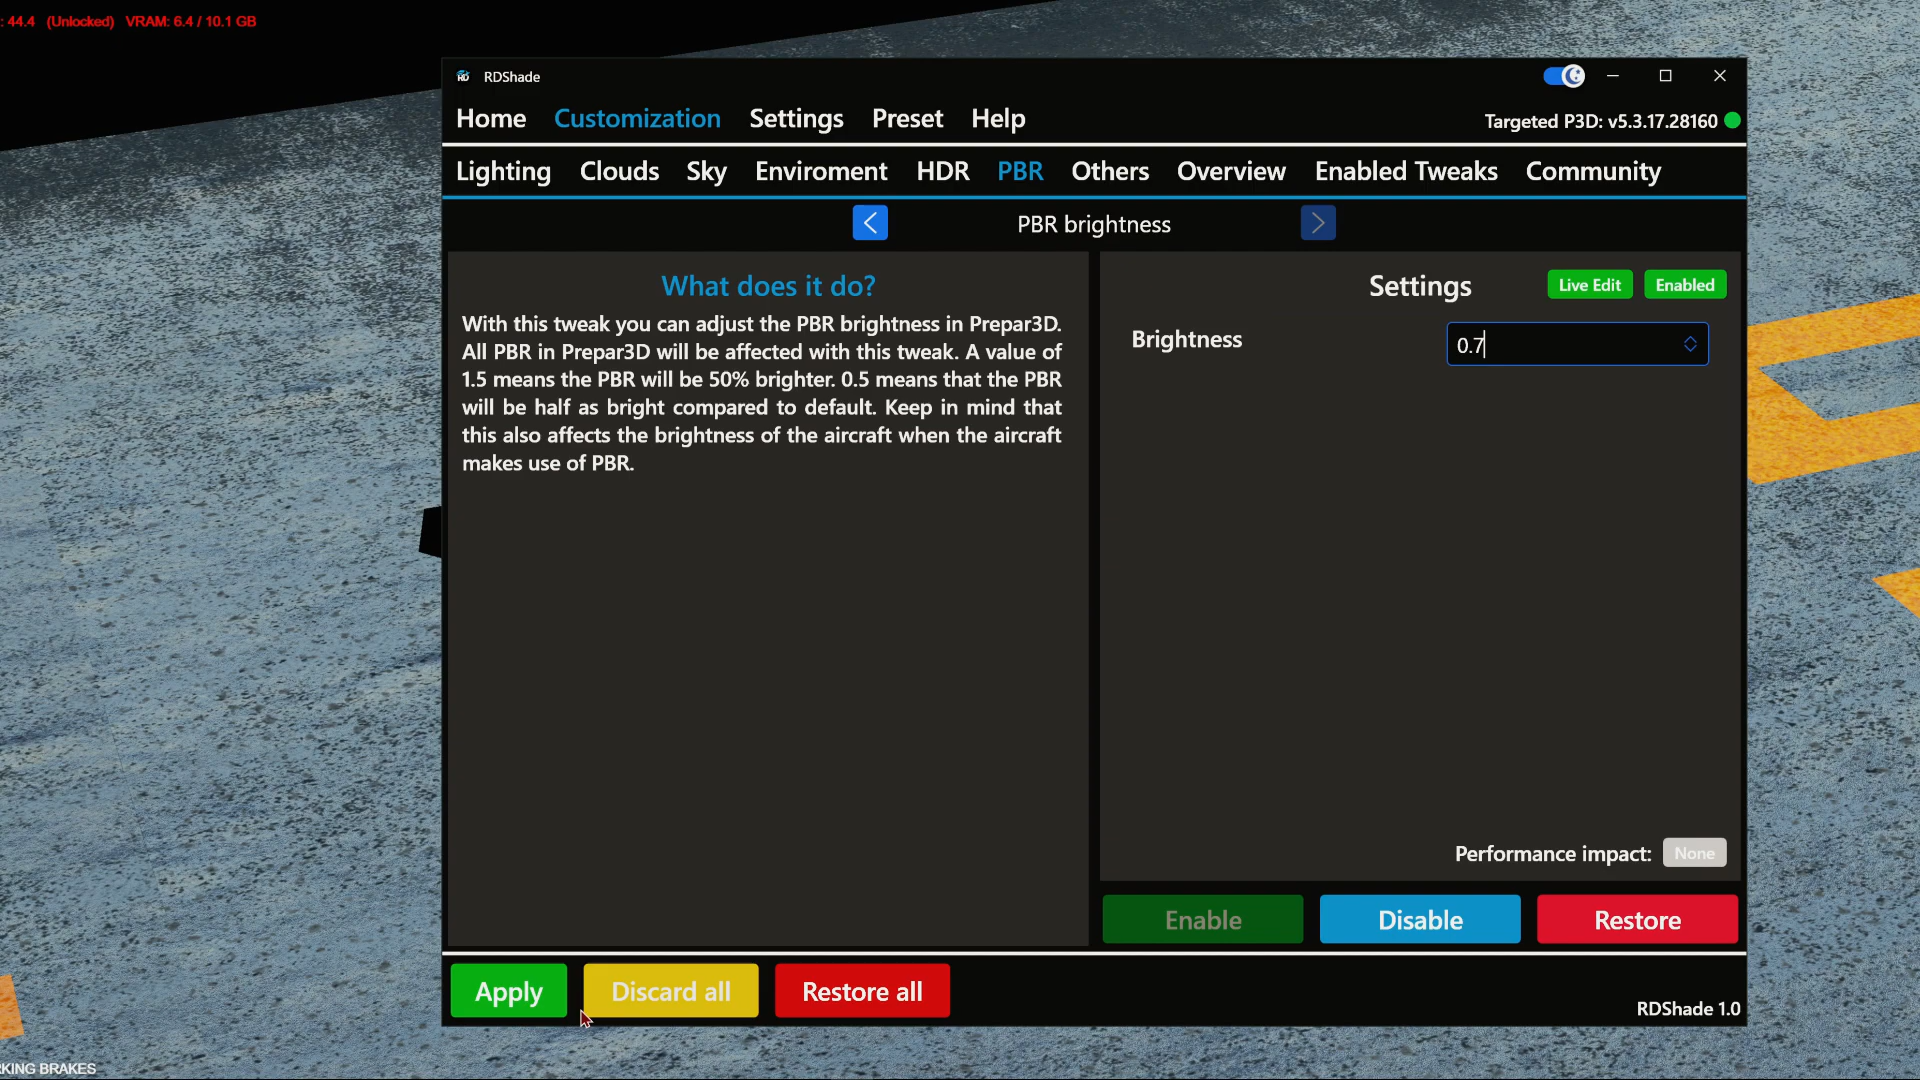 : 44.4 (Unlocked) VRAM: 6.4 / 10.1 GB
RDShade
Home Customization Settings Preset Help
Targeted P3D: v5.3.17.28160
Lighting Clouds Sky Enviroment HDR PBR Others Overview Enabled Tweaks Community
PBR brightness
What does it do?
With this tweak you can adjust the PBR brightness in Prepar3D.
All PBR in Prepar3D will be affected with this tweak. A value of
1.5 means the PBR will be 50% brighter. 0.5 means that the PBR
will be half as bright compared to default. Keep in mind that
this also affects the brightness of the aircraft when the aircraft
makes use of PBR.
Settings
Live Edit
Enabled
Brightness
0.7
Performance impact: None
Enable
Disable
Restore
Apply
Discard all
Restore all
RDShade 1.0
KING BRAKES